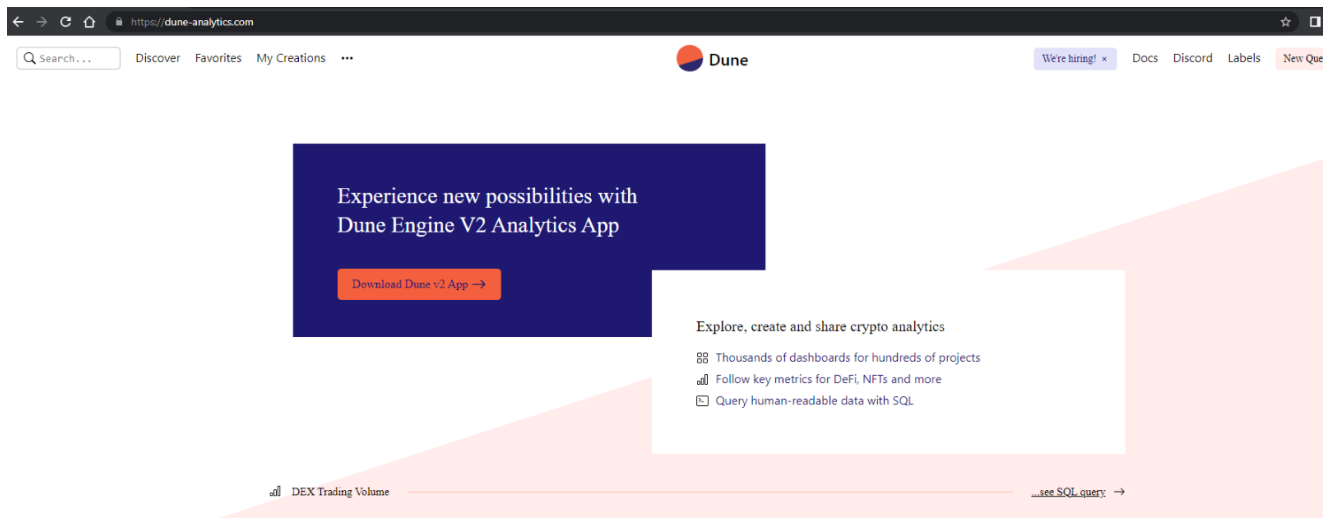 https://dune-analytics.com
Search... Discover Favorites My Creations ••• Dune We're hiring! × Docs Discord Labels New Que
Experience new possibilities with
Dune Engine V2 Analytics App
Download Dune v2 App →
Explore, create and share crypto analytics
Thousands of dashboards for hundreds of projects
Follow key metrics for DeFi, NFTs and more
Query human-readable data with SQL
DEX Trading Volume ...see SQL query →